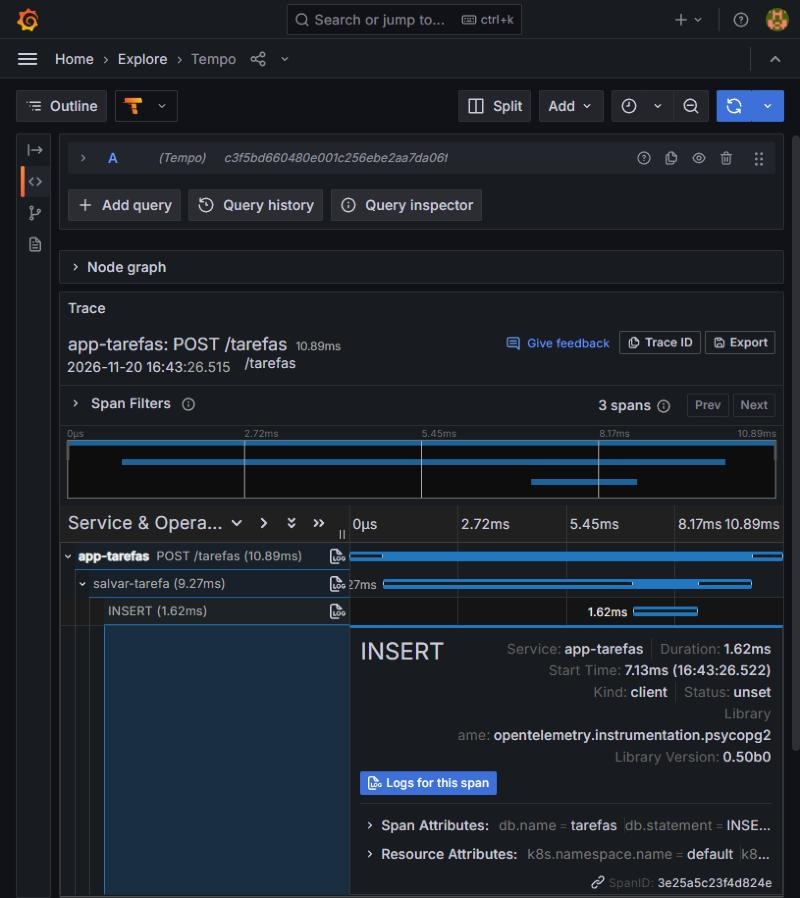 Search or jump to... ctrl+k
Home › Explore › Tempo
Outline Split Add
A (Tempo) c3f5bd660480e001c256ebe2aa7da06f
+ Add query Query history Query inspector
Node graph
Trace
app-tarefas: POST /tarefas 10.89ms
Give feedback Trace ID Export
2026-11-20 16:43:26.515 /tarefas
Span Filters 3 spans Prev Next
0µs 2.72ms 5.45ms 8.17ms 10.89ms
Service & Opera... 0µs 2.72ms 5.45ms 8.17ms 10.89ms
app-tarefas POST /tarefas (10.89ms) LOG
salvar-tarefa (9.27ms) LOG 27ms
INSERT (1.62ms) LOG 1.62ms
INSERT Service: app-tarefas Duration: 1.62ms
Start Time: 7.13ms (16:43:26.522)
Kind: client Status: unset
Library
ame: opentelemetry.instrumentation.psycopg2
Library Version: 0.50b0
LOG Logs for this span
Span Attributes: db.name = tarefas db.statement = INSE...
Resource Attributes: k8s.namespace.name = default k8...
SpanID: 3e25a5c23f4d824e